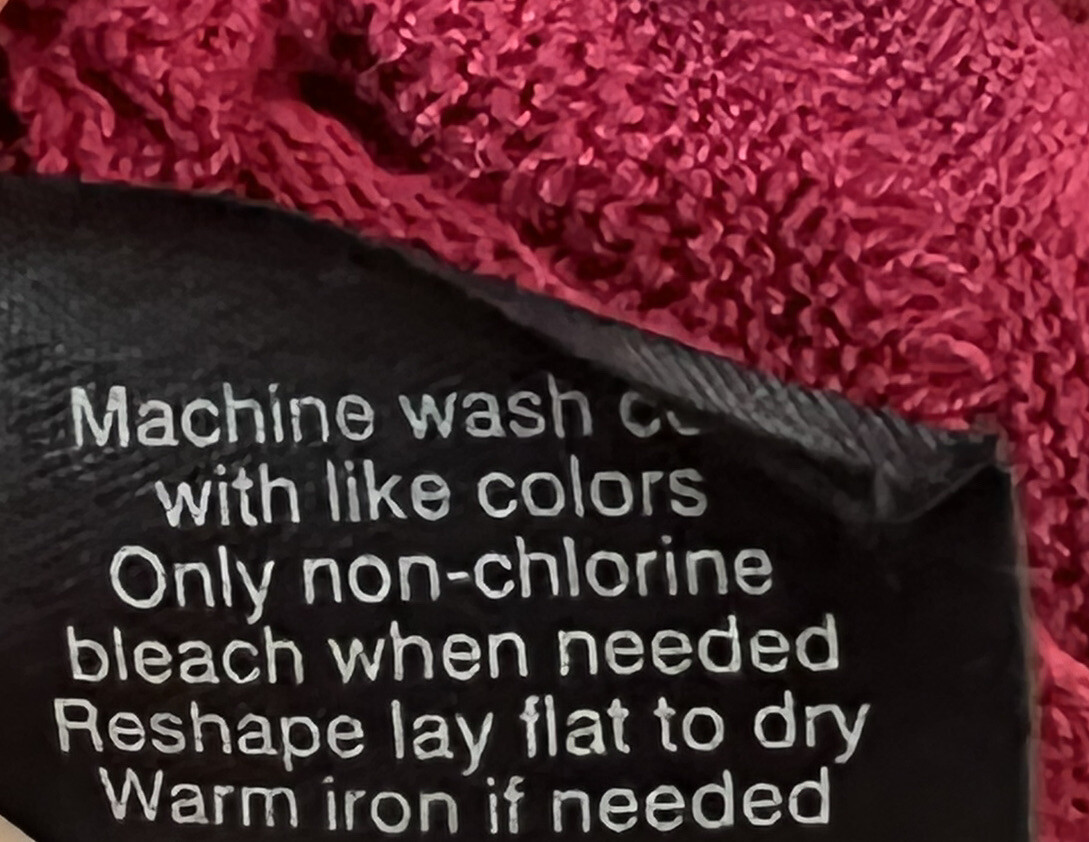 Machine wash
with like colors
Only non-chlorine
bleach when needed
Reshape lay flat to dry
Warm iron if needed